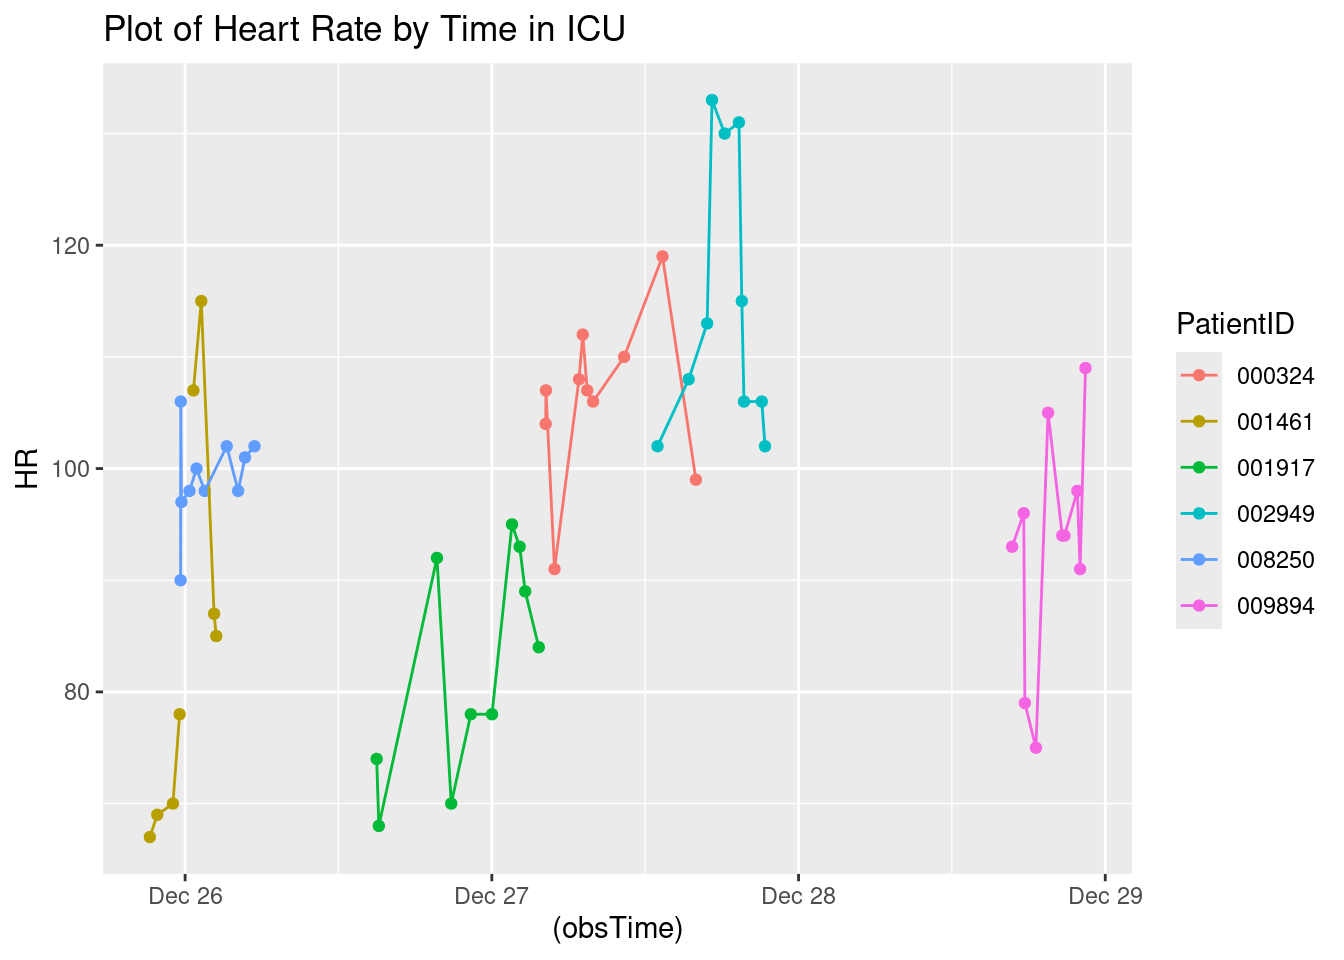 Plot of Heart Rate by Time in ICU
HR
120
100
80
Dec 26
Dec 27
Dec 28
Dec 29
(obsTime)
PatientID
000324
001461
001917
002949
008250
009894